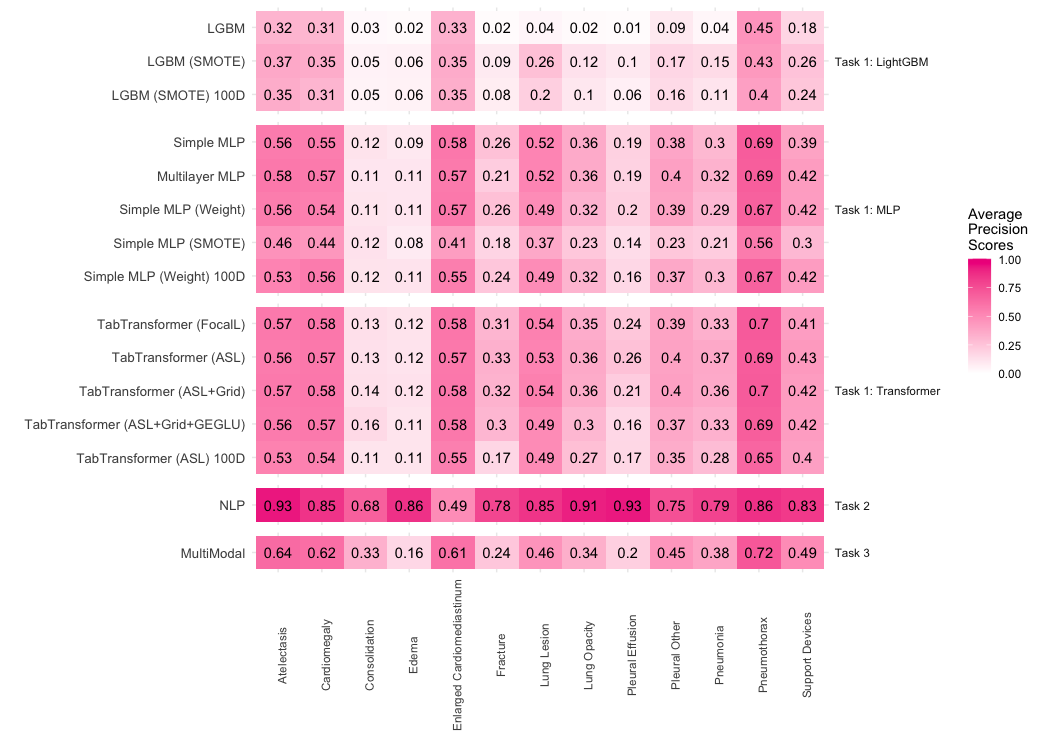 LGBM 0.32 0.31 0.03 0.02 0.33 0.02 0.04 0.02 0.01 0.09 0.04 0.45 0.18
LGBM (SMOTE) 0.37 0.35 0.05 0.06 0.35 0.09 0.26 0.12 0.1 0.17 0.15 0.43 0.26 Task 1: LightGBM
LGBM (SMOTE) 100D 0.35 0.31 0.05 0.06 0.35 0.08 0.2 0.1 0.06 0.16 0.11 0.4 0.24
Simple MLP 0.56 0.55 0.12 0.09 0.58 0.26 0.52 0.36 0.19 0.38 0.3 0.69 0.39
Multilayer MLP 0.58 0.57 0.11 0.11 0.57 0.21 0.52 0.36 0.19 0.4 0.32 0.69 0.42
Simple MLP (Weight) 0.56 0.54 0.11 0.11 0.57 0.26 0.49 0.32 0.2 0.39 0.29 0.67 0.42 Task 1: MLP
Simple MLP (SMOTE) 0.46 0.44 0.12 0.08 0.41 0.18 0.37 0.23 0.14 0.23 0.21 0.56 0.3
Simple MLP (Weight) 100D 0.53 0.56 0.12 0.11 0.55 0.24 0.49 0.32 0.16 0.37 0.3 0.67 0.42
TabTransformer (FocalL) 0.57 0.58 0.13 0.12 0.58 0.31 0.54 0.35 0.24 0.39 0.33 0.7 0.41
TabTransformer (ASL) 0.56 0.57 0.13 0.12 0.57 0.33 0.53 0.36 0.26 0.4 0.37 0.69 0.43
TabTransformer (ASL+Grid) 0.57 0.58 0.14 0.12 0.58 0.32 0.54 0.36 0.21 0.4 0.36 0.7 0.42 Task 1: Transformer
TabTransformer (ASL+Grid+GEGLU) 0.56 0.57 0.16 0.11 0.58 0.3 0.49 0.3 0.16 0.37 0.33 0.69 0.42
TabTransformer (ASL) 100D 0.53 0.54 0.11 0.11 0.55 0.17 0.49 0.27 0.17 0.35 0.28 0.65 0.4
NLP 0.93 0.85 0.68 0.86 0.49 0.78 0.85 0.91 0.93 0.75 0.79 0.86 0.83 Task 2
MultiModal 0.64 0.62 0.33 0.16 0.61 0.24 0.46 0.34 0.2 0.45 0.38 0.72 0.49 Task 3
Atelectasis
Cardiomegaly
Consolidation
Edema
Enlarged Cardiomediastinum
Fracture
Lung Lesion
Lung Opacity
Pleural Effusion
Pleural Other
Pneumonia
Pneumothorax
Support Devices
Average
Precision
Scores
1.00
0.75
0.50
0.25
0.00